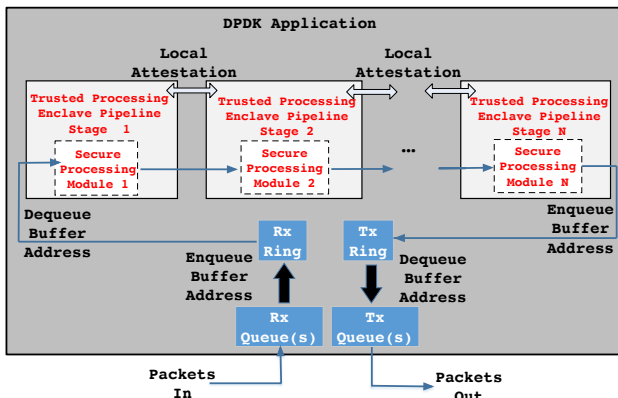 DPDK Application
Local
Attestation
Local
Attestation
Trusted Processing
Enclave Pipeline
Stage 1
Secure
Processing
Module 1
Trusted Processing
Enclave Pipeline
Stage 2
Secure
Processing
Module 2
…
Trusted Processing
Enclave Pipeline
Stage N
Secure
Processing
Module N
Dequeue
Buffer
Address
Enqueue
Buffer
Address
Rx
Ring
Tx
Ring
Enqueue
Buffer
Address
Dequeue
Buffer
Address
Rx
Queue(s)
Tx
Queue(s)
Packets
In
Packets
Out